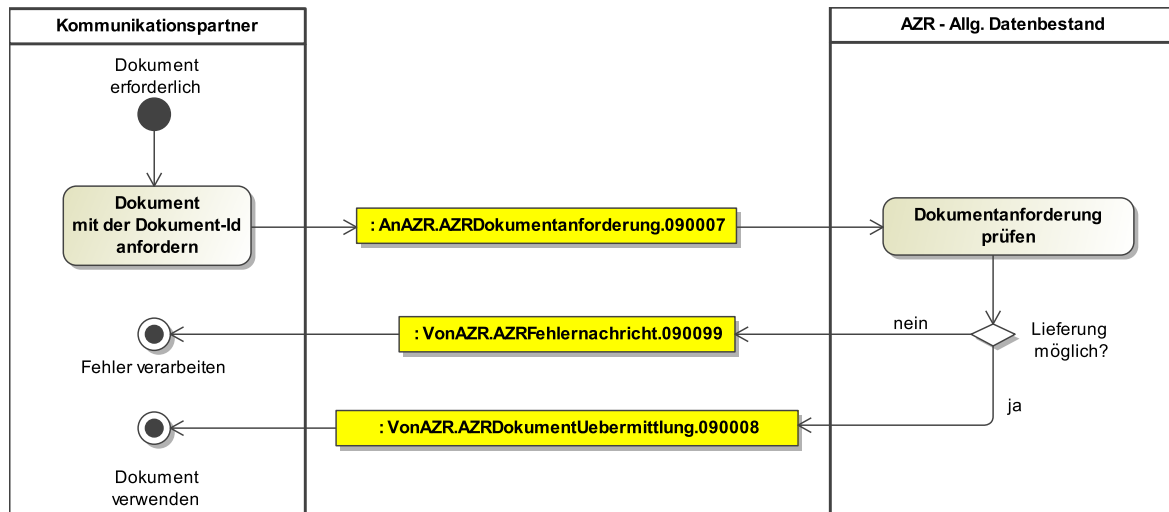 Kommunikationspartner
AZR - Allg. Datenbestand
Dokument
erforderlich
Dokument
mit der Dokument-Id
anfordern
: AnAZR.AZRDokumentanforderung.090007
Dokumentanforderung
prüfen
: VonAZR.AZRFehlernachricht.090099
nein
Lieferung
möglich?
Fehler verarbeiten
ja
: VonAZR.AZRDokumentUebermittlung.090008
Dokument
verwenden